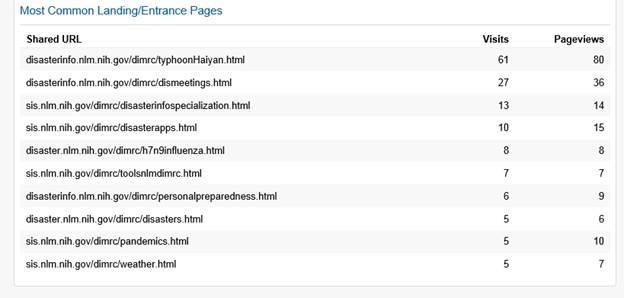 Most Common Landing/Entrance Pages
Shared URL Visits Pageviews
disasterinfo.nlm.nih.gov/dimrc/typhoonHaiyan.html 61 80
disasterinfo.nlm.nih.gov/dimrc/dismeetings.html 27 36
sis.nlm.nih.gov/dimrc/disasterinfospecialization.html 13 14
sis.nlm.nih.gov/dimrc/disasterapps.html 10 15
disaster.nlm.nih.gov/dimrc/h7n9influenza.html 8 8
sis.nlm.nih.gov/dimrc/toolsnlmdimrc.html 7 7
disasterinfo.nlm.nih.gov/dimrc/personalpreparedness.html 6 9
disaster.nlm.nih.gov/dimrc/disasters.html 5 6
sis.nlm.nih.gov/dimrc/pandemics.html 5 10
sis.nlm.nih.gov/dimrc/weather.html 5 7